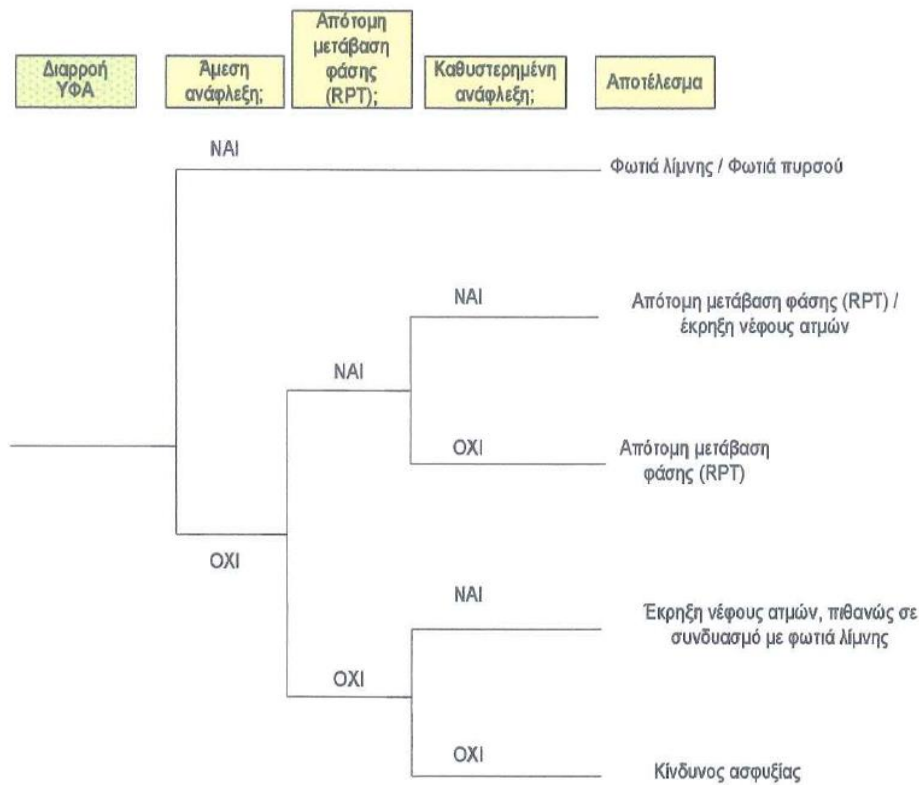 Διαρροή
ΥΦΑ
Άμεση
ανάφλεξη;
Απότομη
μετάβαση
φάσης
(RPT);
Καθυστερημένη
ανάφλεξη;
Αποτέλεσμα
ΝΑΙ
Φωτιά λίμνης / Φωτιά πυρσού
ΝΑΙ
Απότομη μετάβαση φάσης (RPT) /
έκρηξη νέφους ατμών
ΝΑΙ
ΟΧΙ
Απότομη μετάβαση
φάσης (RPT)
ΟΧΙ
ΝΑΙ
Έκρηξη νέφους ατμών, πιθανώς σε
συνδυασμό με φωτιά λίμνης
ΟΧΙ
ΟΧΙ
Κίνδυνος ασφυξίας